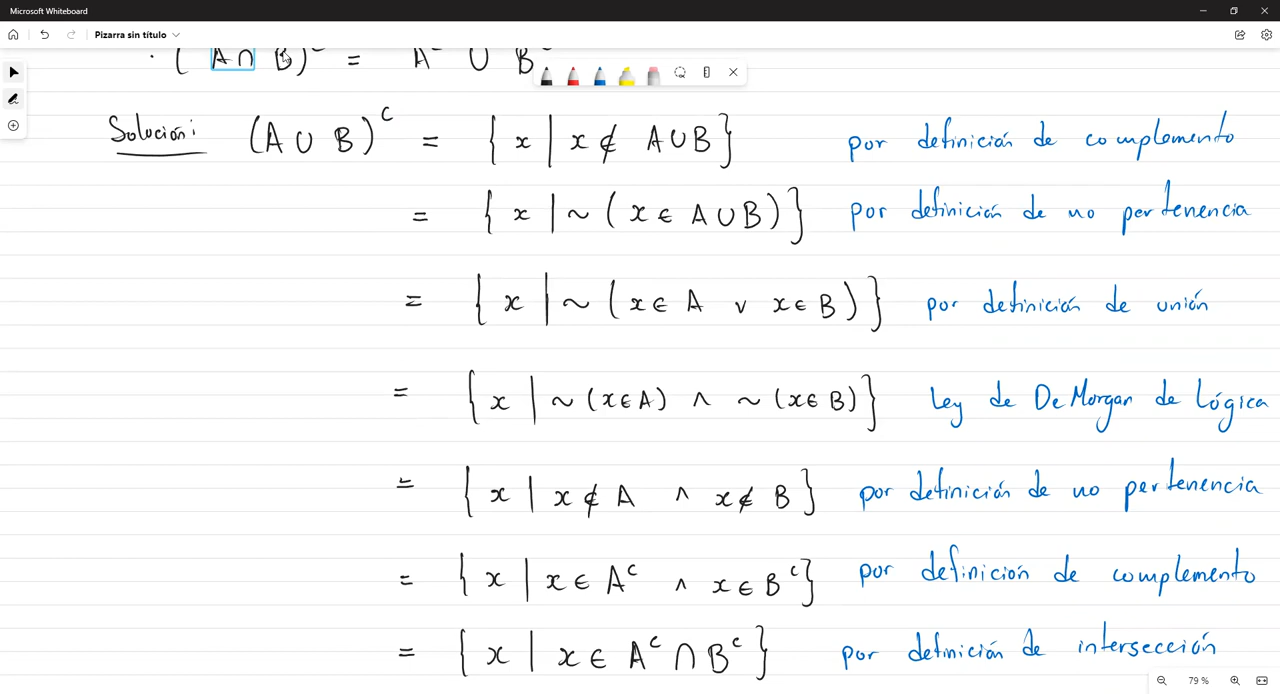 Microsoft Whiteboard
Pizarra sin título
· (A ∩ B)ᶜ = Aᶜ ∪ Bᶜ
Solución: (A ∪ B)ᶜ = { x | x ∉ A ∪ B } por definición de complemento
= { x | ~ ( x ∈ A ∪ B ) } por definición de no pertenencia
= { x | ~ ( x ∈ A ∨ x ∈ B ) } por definición de unión
= { x | ~ (x ∈ A) ∧ ~ (x ∈ B) } Ley de De Morgan de Lógica
= { x | x ∉ A ∧ x ∉ B } por definición de no pertenencia
= { x | x ∈ Aᶜ ∧ x ∈ Bᶜ } por definición de complemento
= { x | x ∈ Aᶜ ∩ Bᶜ } por definición de intersección
79 %